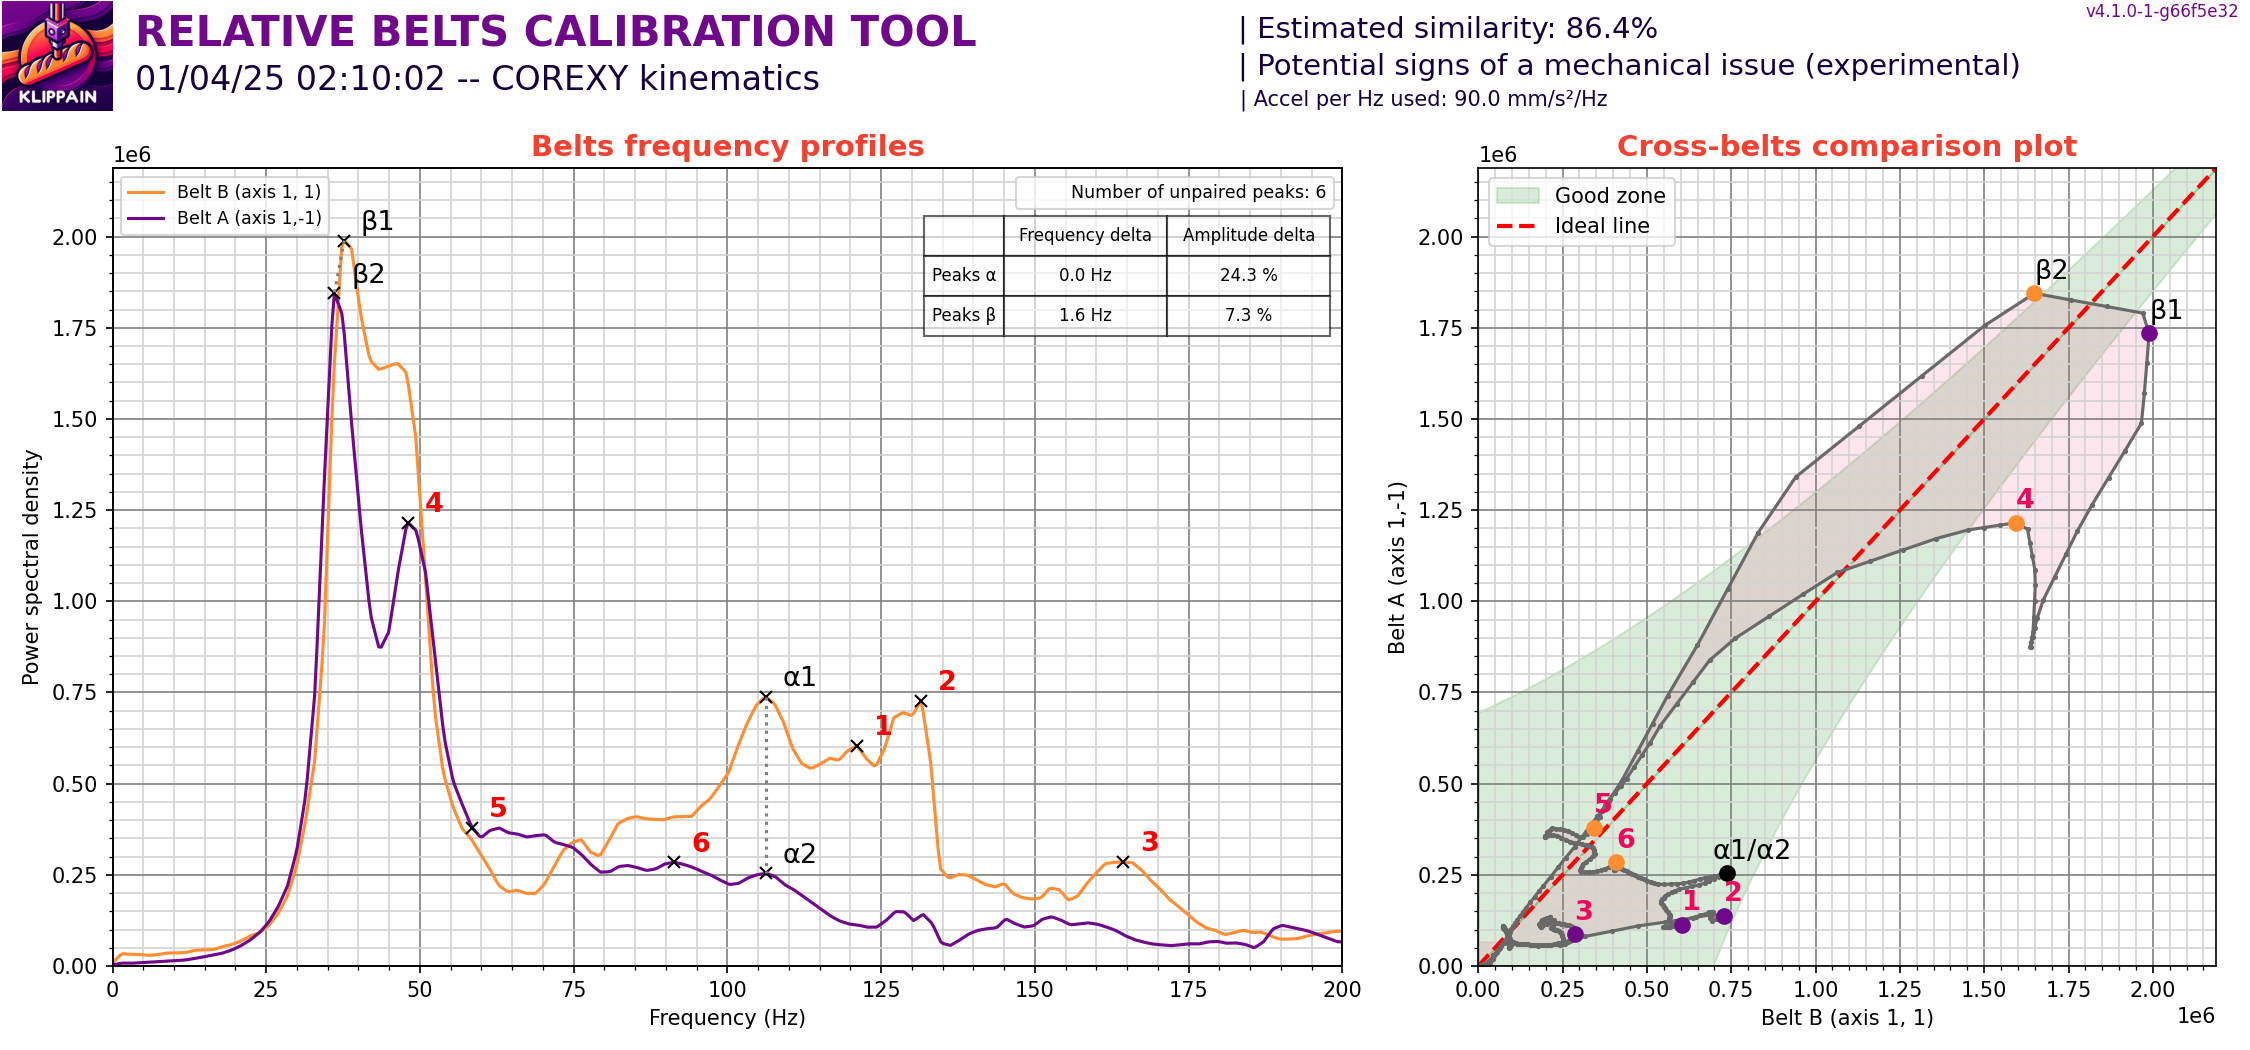 KLIPPAIN
RELATIVE BELTS CALIBRATION TOOL
01/04/25 02:10:02 -- COREXY kinematics
| Estimated similarity: 86.4%
| Potential signs of a mechanical issue (experimental)
| Accel per Hz used: 90.0 mm/s²/Hz
v4.1.0-1-g66f5e32
Belts frequency profiles
1e6
Belt B (axis 1, 1)
Belt A (axis 1,-1)
Number of unpaired peaks: 6
Frequency delta Amplitude delta
Peaks α 0.0 Hz 24.3 %
Peaks β 1.6 Hz 7.3 %
β1
β2
4
5
6
α1
α2
1
2
3
Power spectral density
2.00
1.75
1.50
1.25
1.00
0.75
0.50
0.25
0.00
0 25 50 75 100 125 150 175 200
Frequency (Hz)
Cross-belts comparison plot
1e6
Good zone
Ideal line
β2
β1
4
5
6
α1/α2
2
1
3
Belt A (axis 1,-1)
2.00
1.75
1.50
1.25
1.00
0.75
0.50
0.25
0.00
0.00 0.25 0.50 0.75 1.00 1.25 1.50 1.75 2.00
Belt B (axis 1, 1)
1e6